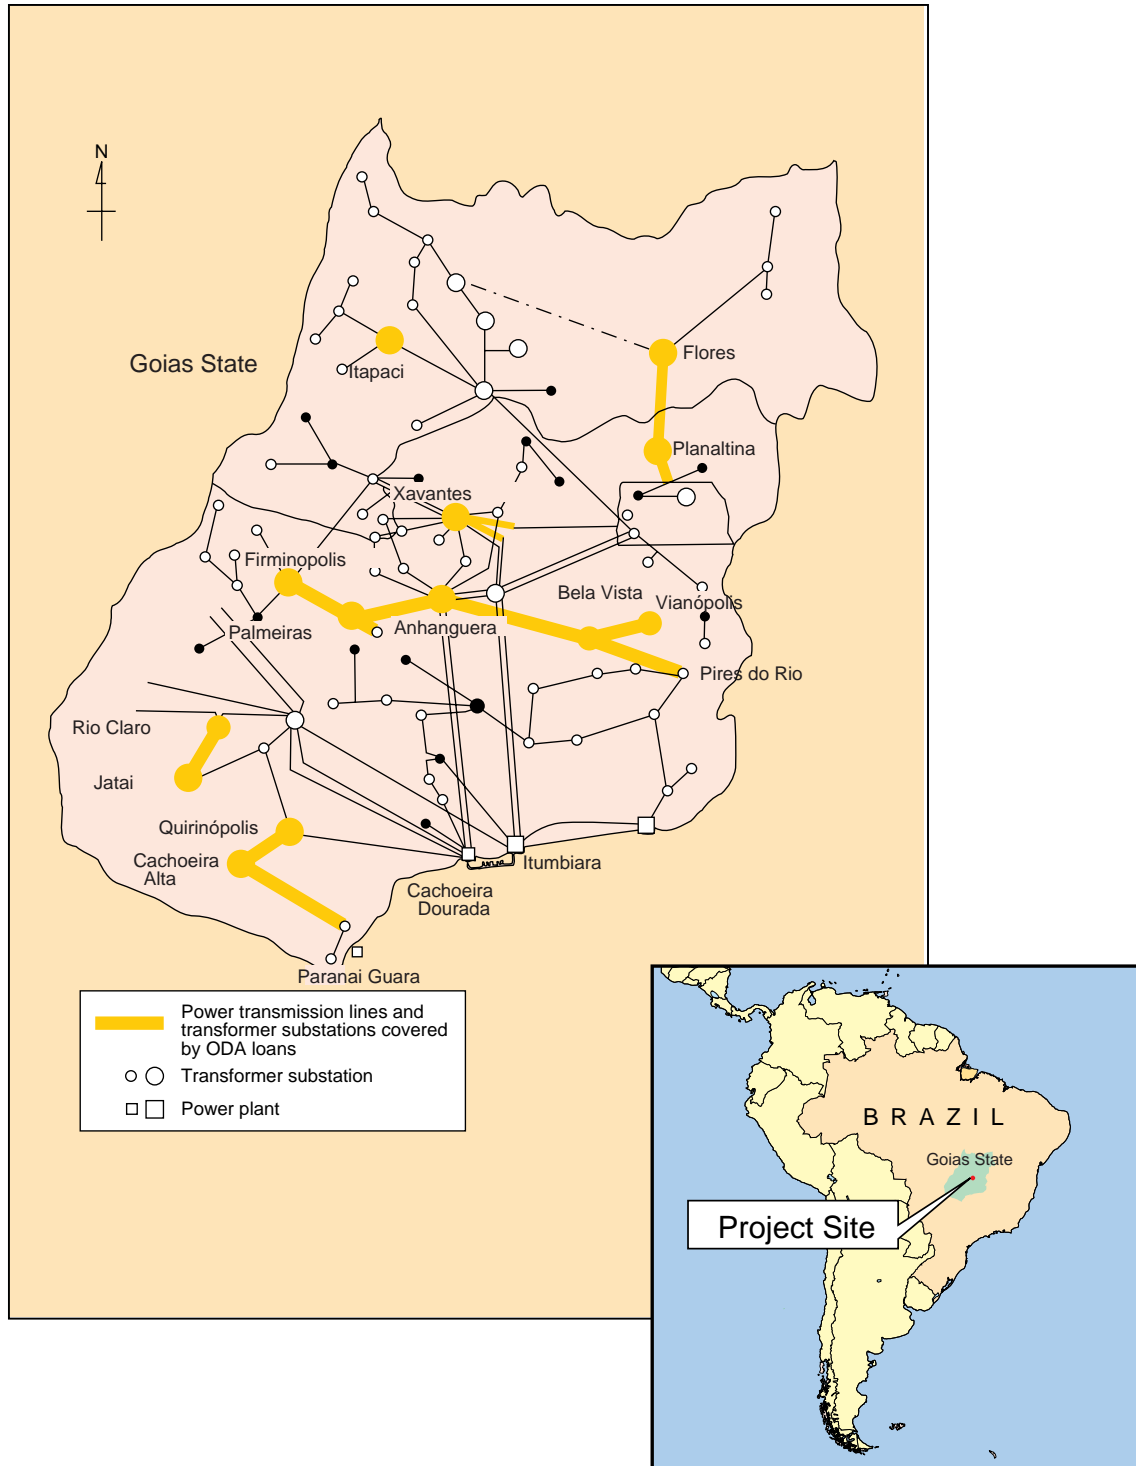 N
Goias State
Itapaci
Flores
Planaltina
Xavantes
Firminopolis
Bela Vista
Vianópolis
Palmeiras
Anhanguera
Pires do Rio
Rio Claro
Jatai
Quirinópolis
Cachoeira
Alta
Itumbiara
Cachoeira
Dourada
Paranai Guara
Power transmission lines and
transformer substations covered
by ODA loans
Transformer substation
Power plant
BRAZIL
Goias State
Project Site